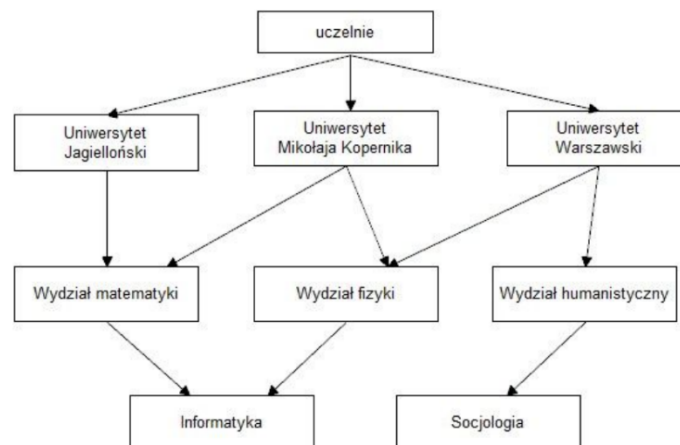 uczelnie
Uniwersytet
Jagielloński
Uniwersytet
Mikołaja Kopernika
Uniwersytet
Warszawski
Wydział matematyki
Wydział fizyki
Wydział humanistyczny
Informatyka
Socjologia